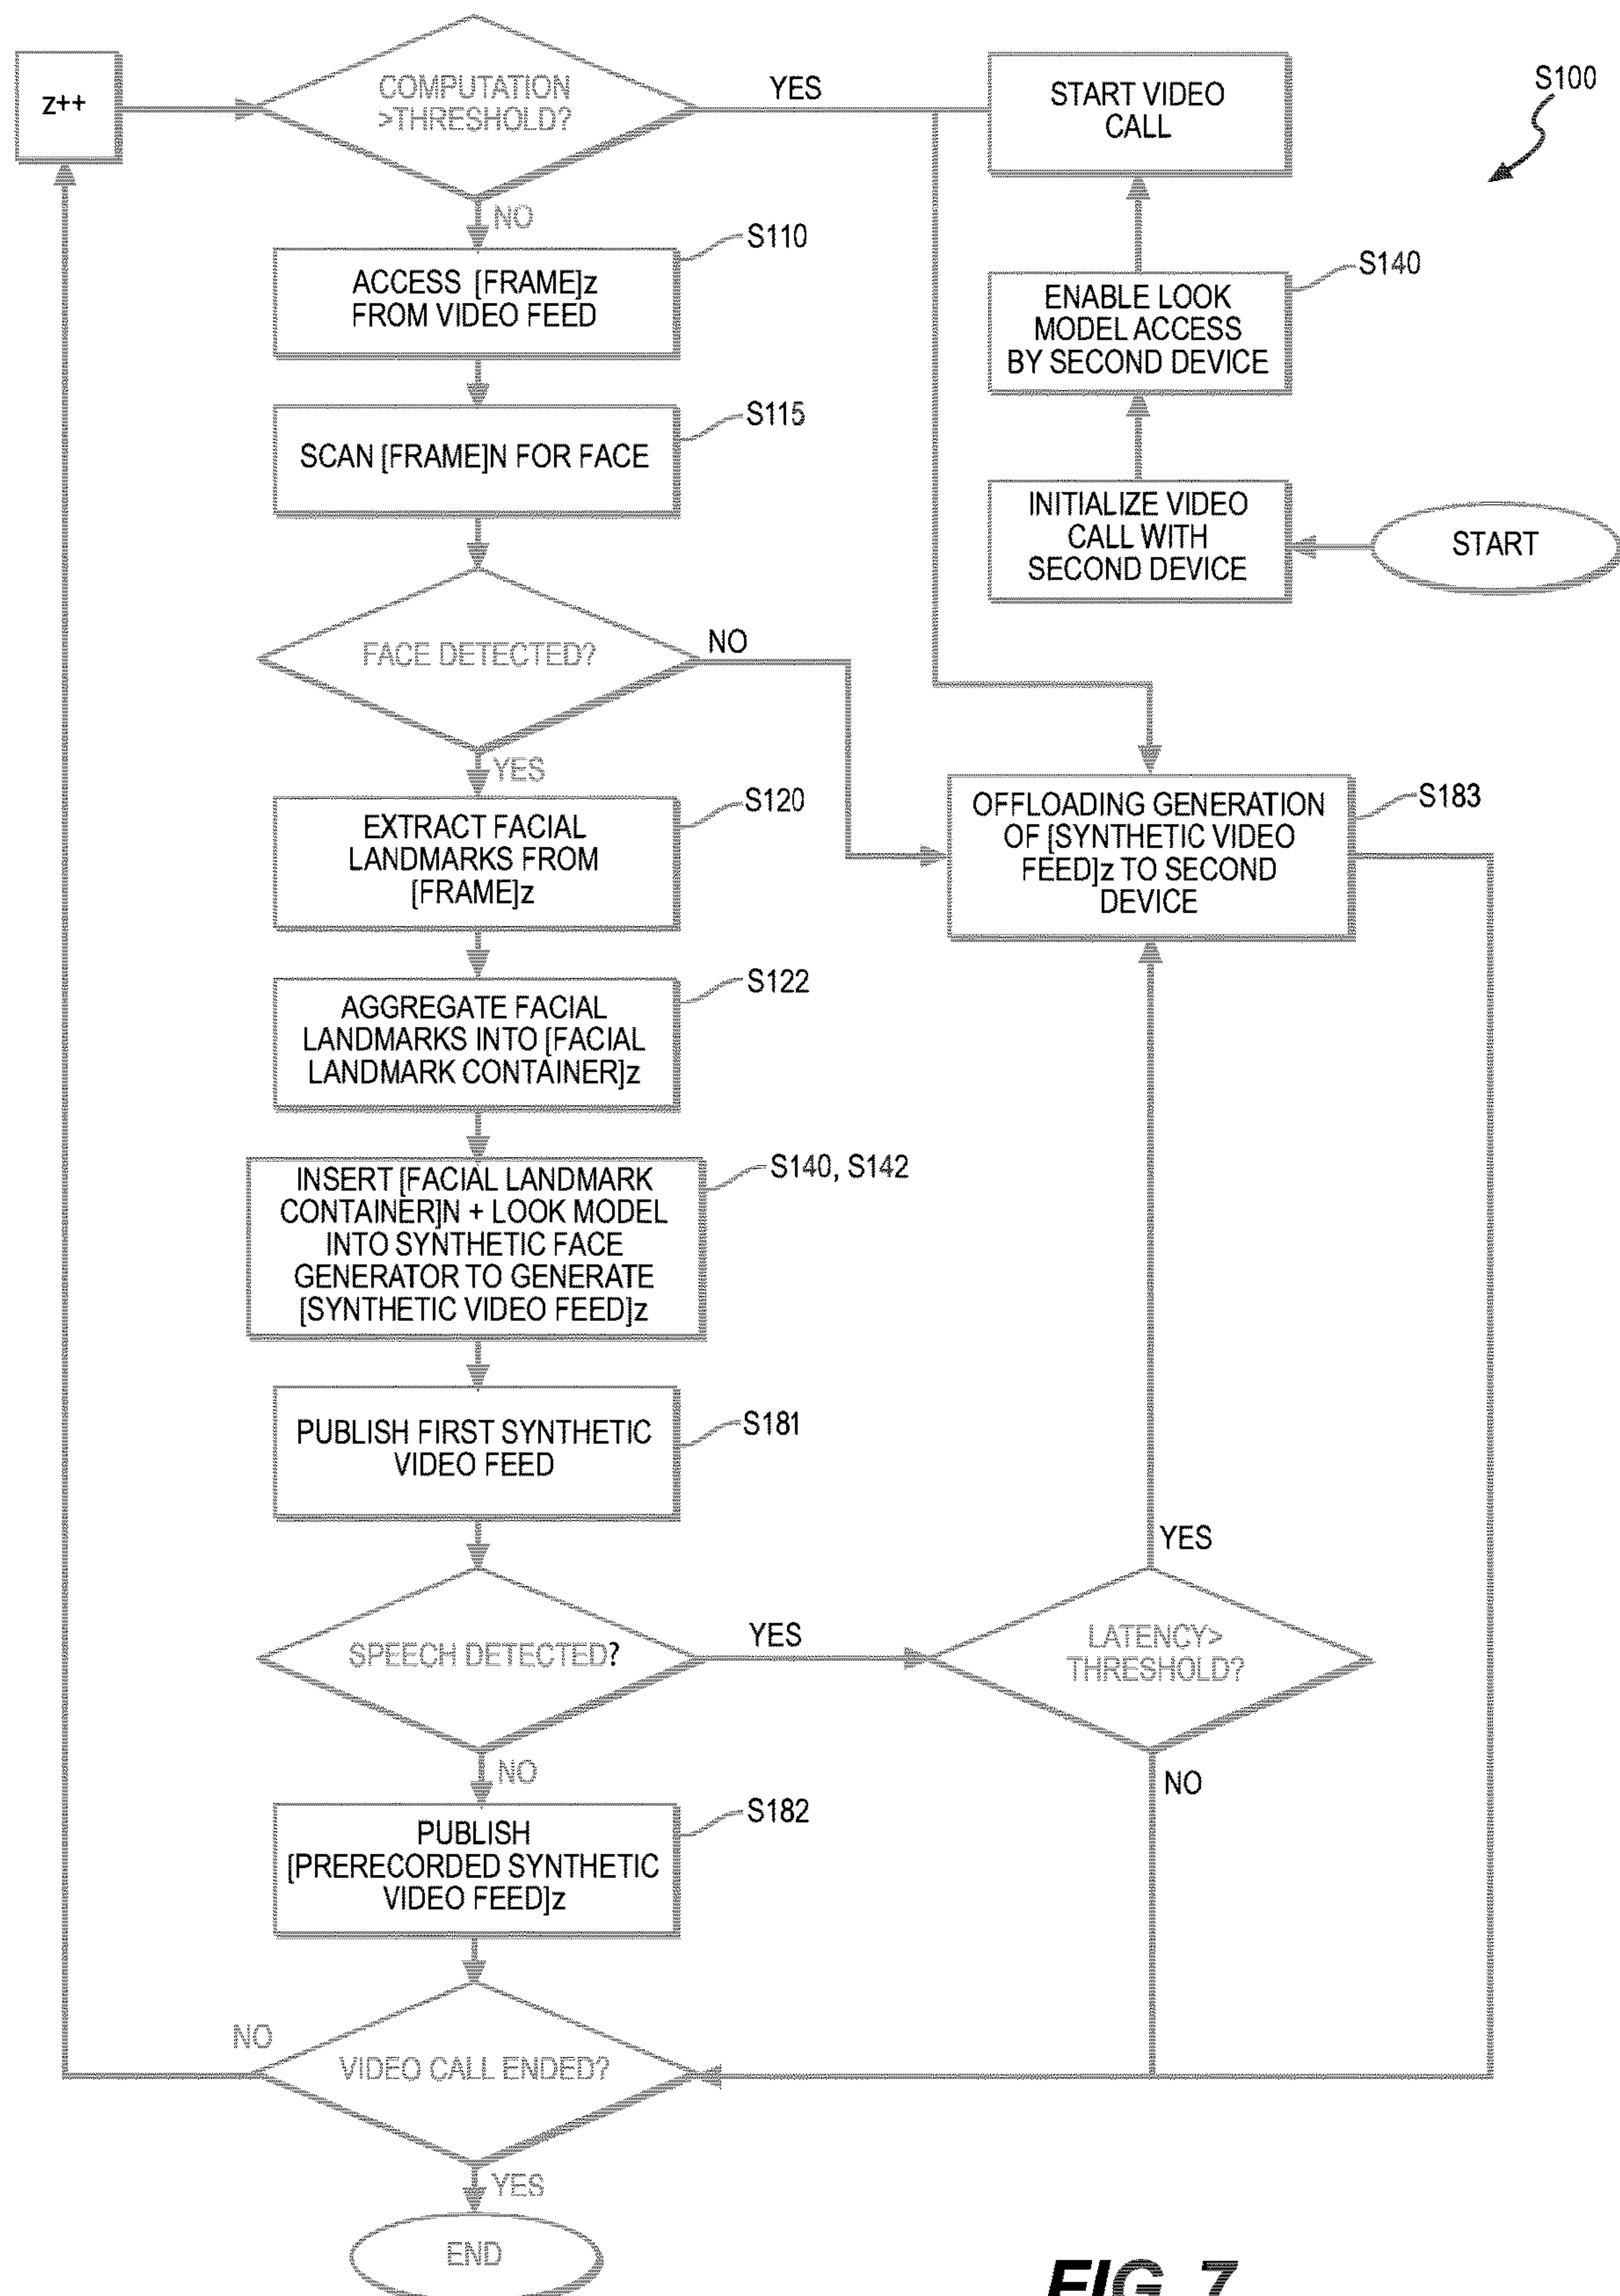 z++
COMPUTATION
>THRESHOLD?
YES
START VIDEO
CALL
S100
NO
S110
ACCESS [FRAME]z
FROM VIDEO FEED
S140
ENABLE LOOK
MODEL ACCESS
BY SECOND DEVICE
S115
SCAN [FRAME]N FOR FACE
INITIALIZE VIDEO
CALL WITH
SECOND DEVICE
START
FACE DETECTED?
NO
YES
S120
EXTRACT FACIAL
LANDMARKS FROM
[FRAME]z
S183
OFFLOADING GENERATION
OF [SYNTHETIC VIDEO
FEED]z TO SECOND
DEVICE
S122
AGGREGATE FACIAL
LANDMARKS INTO [FACIAL
LANDMARK CONTAINER]z
S140, S142
INSERT [FACIAL LANDMARK
CONTAINER]N + LOOK MODEL
INTO SYNTHETIC FACE
GENERATOR TO GENERATE
[SYNTHETIC VIDEO FEED]z
S181
PUBLISH FIRST SYNTHETIC
VIDEO FEED
YES
SPEECH DETECTED?
YES
LATENCY>
THRESHOLD?
NO
NO
S182
PUBLISH
[PRERECORDED SYNTHETIC
VIDEO FEED]z
NO
VIDEO CALL ENDED?
YES
END
FIG. 7